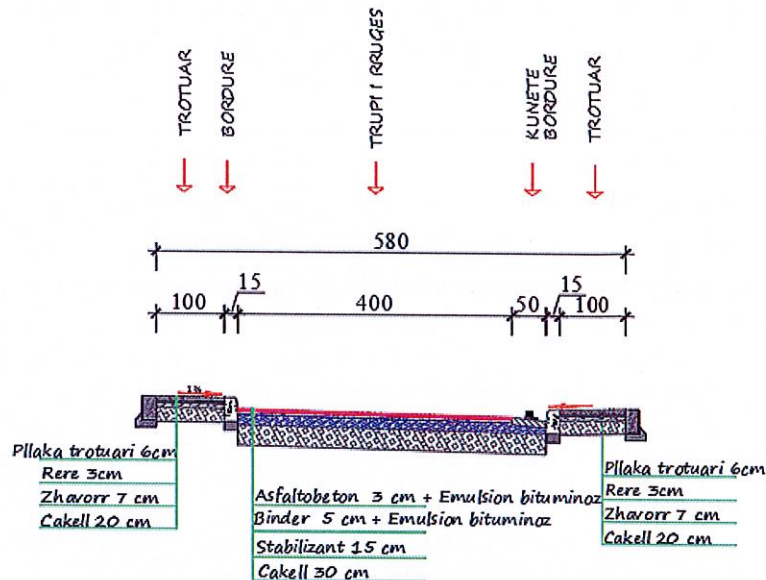 TROTUAR
BORDURE
TRUPI I RRUGES
KUNETE
BORDURE
TROTUAR
580
100
15
400
50
15
100
1%
Pllaka trotuari 6cm
Rere 3cm
Zhavorr 7 cm
Cakell 20 cm
Asfaltobeton 3 cm + Emulsion bituminoz
Binder 5 cm + Emulsion bituminoz
Stabilizant 15 cm
Cakell 30 cm
Pllaka trotuari 6cm
Rere 3cm
Zhavorr 7 cm
Cakell 20 cm